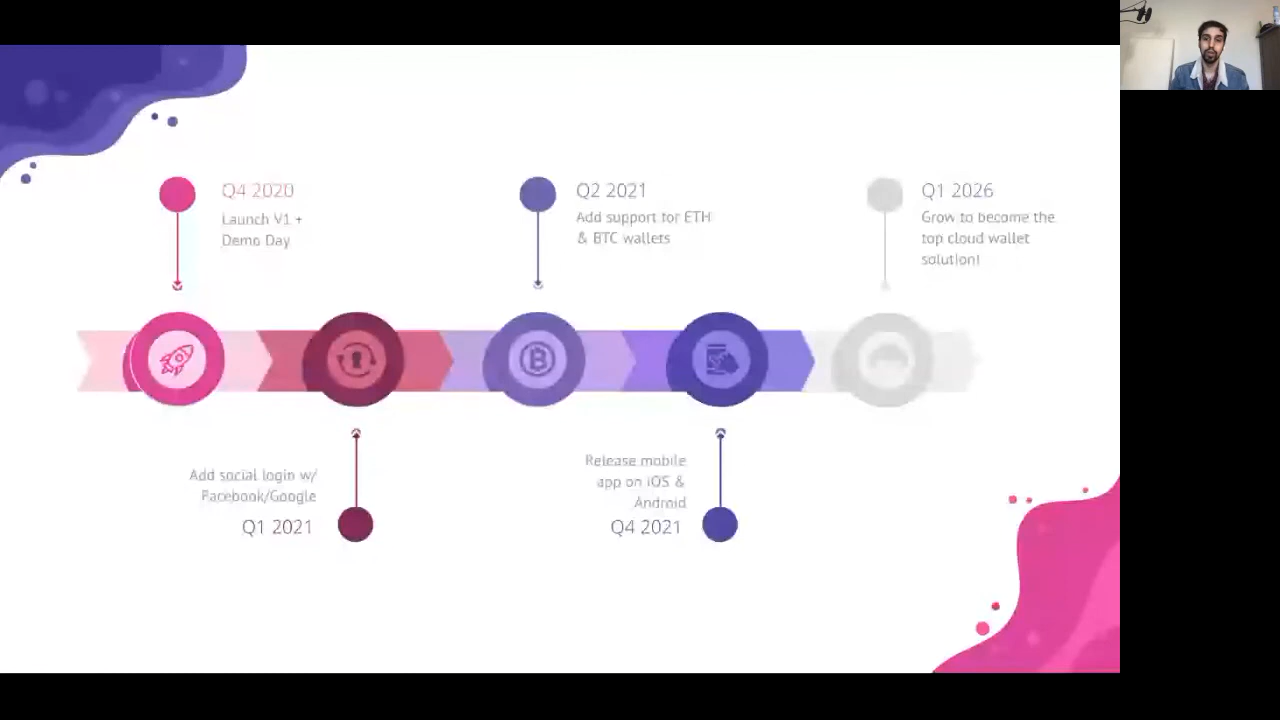 Q4 2020
Launch V1 +
Demo Day
Q2 2021
Add support for ETH
& BTC wallets
Q1 2026
Grow to become the
top cloud wallet
solution!
Add social login w/
Facebook/Google
Q1 2021
Release mobile
app on iOS &
Android
Q4 2021